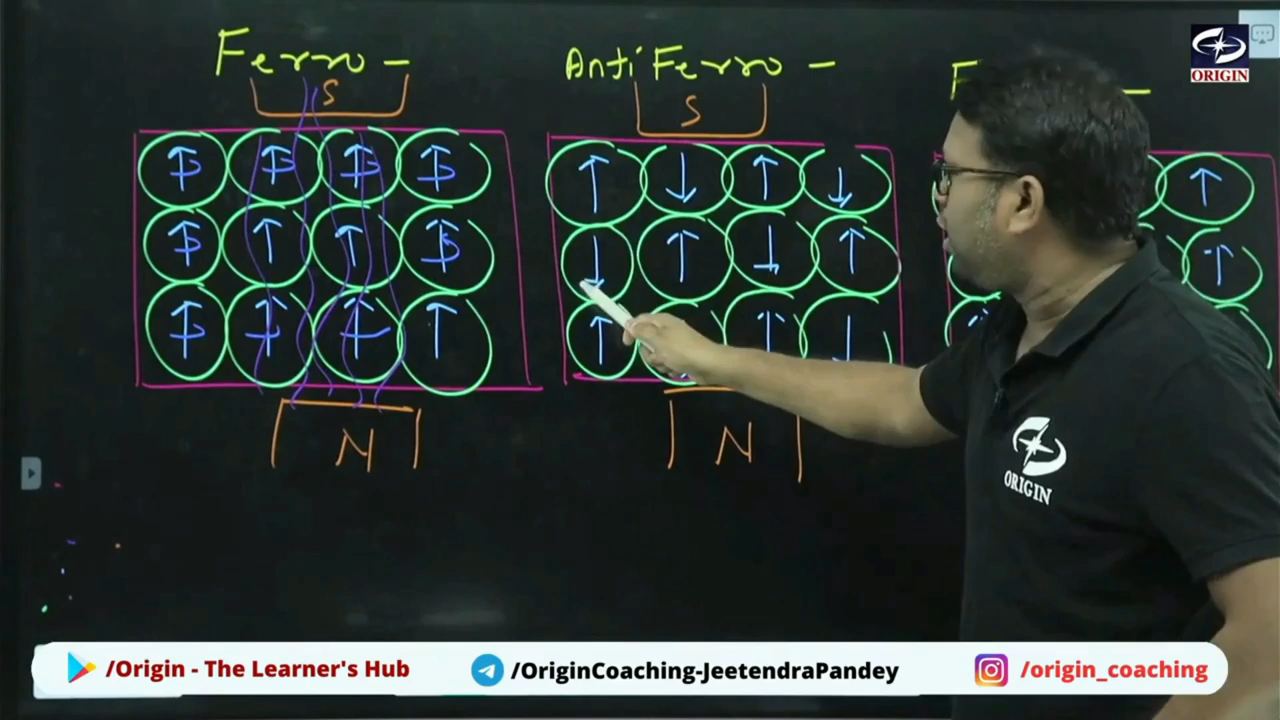 Ferro -
S
N
Anti Ferro -
S
N
F
ORIGIN
ORIGIN
/Origin - The Learner's Hub
/OriginCoaching-JeetendraPandey
/origin_coaching